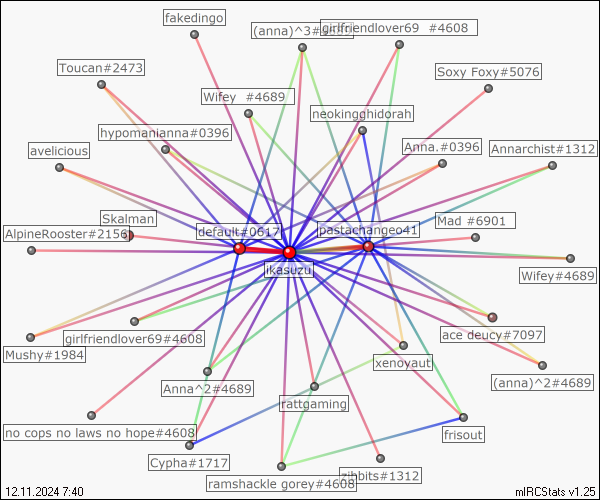 fakedingo
(anna)^3#4689
girlfriendlover69 #4608
Toucan#2473
Soxy Foxy#5076
Wifey #4689
neokingghidorah
hypomanianna#0396
Anna.#0396
Annarchist#1312
avelicious
Skalman
default#0617
pastachangeo41
Mad #6901
AlpineRooster#2156
ikasuzu
Wifey#4689
girlfriendlover69#4608
ace deucy#7097
Mushy#1984
xenoyaut
Anna^2#4689
(anna)^2#4689
rattgaming
no cops no laws no hope#4608
frisout
Cypha#1717
zibbits#1312
ramshackle gorey#4608
12.11.2024 7:40
mIRCStats v1.25